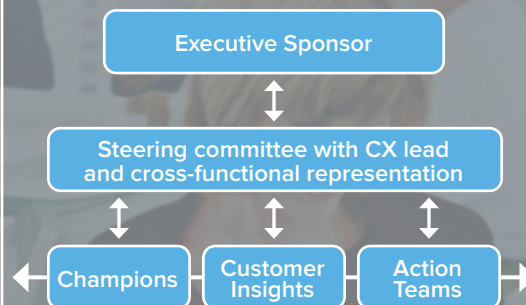 Executive Sponsor
Steering committee with CX lead
and cross-functional representation
Champions
Customer
Insights
Action
Teams